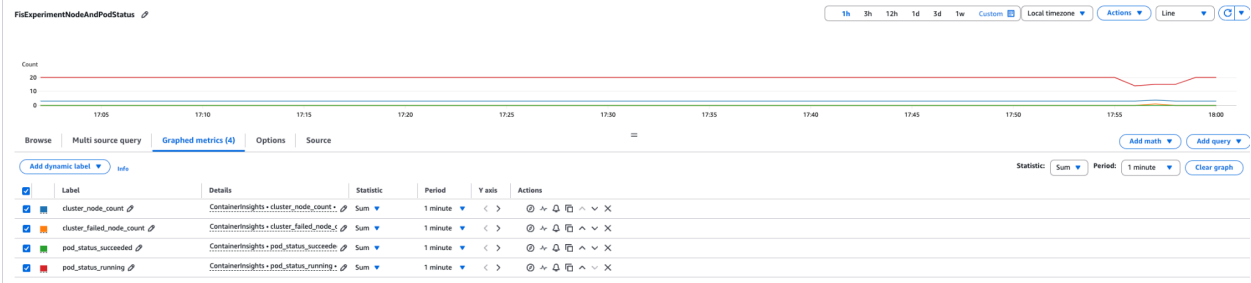 FisExperimentNodeAndPodStatus
1h 3h 12h 1d 3d 1w Custom Local timezone Actions Line
Count
20
10
0
17:05 17:10 17:15 17:20 17:25 17:30 17:35 17:40 17:45 17:50 17:55 18:00
Browse Multi source query Graphed metrics (4) Options Source Add math Add query
Add dynamic label Info Statistic: Sum Period: 1 minute Clear graph
Label Details Statistic Period Y axis Actions
cluster_node_count ContainerInsights • cluster_node_count • Sum 1 minute
cluster_failed_node_count ContainerInsights • cluster_failed_node_c Sum 1 minute
pod_status_succeeded ContainerInsights • pod_status_succeede Sum 1 minute
pod_status_running ContainerInsights • pod_status_running • Sum 1 minute